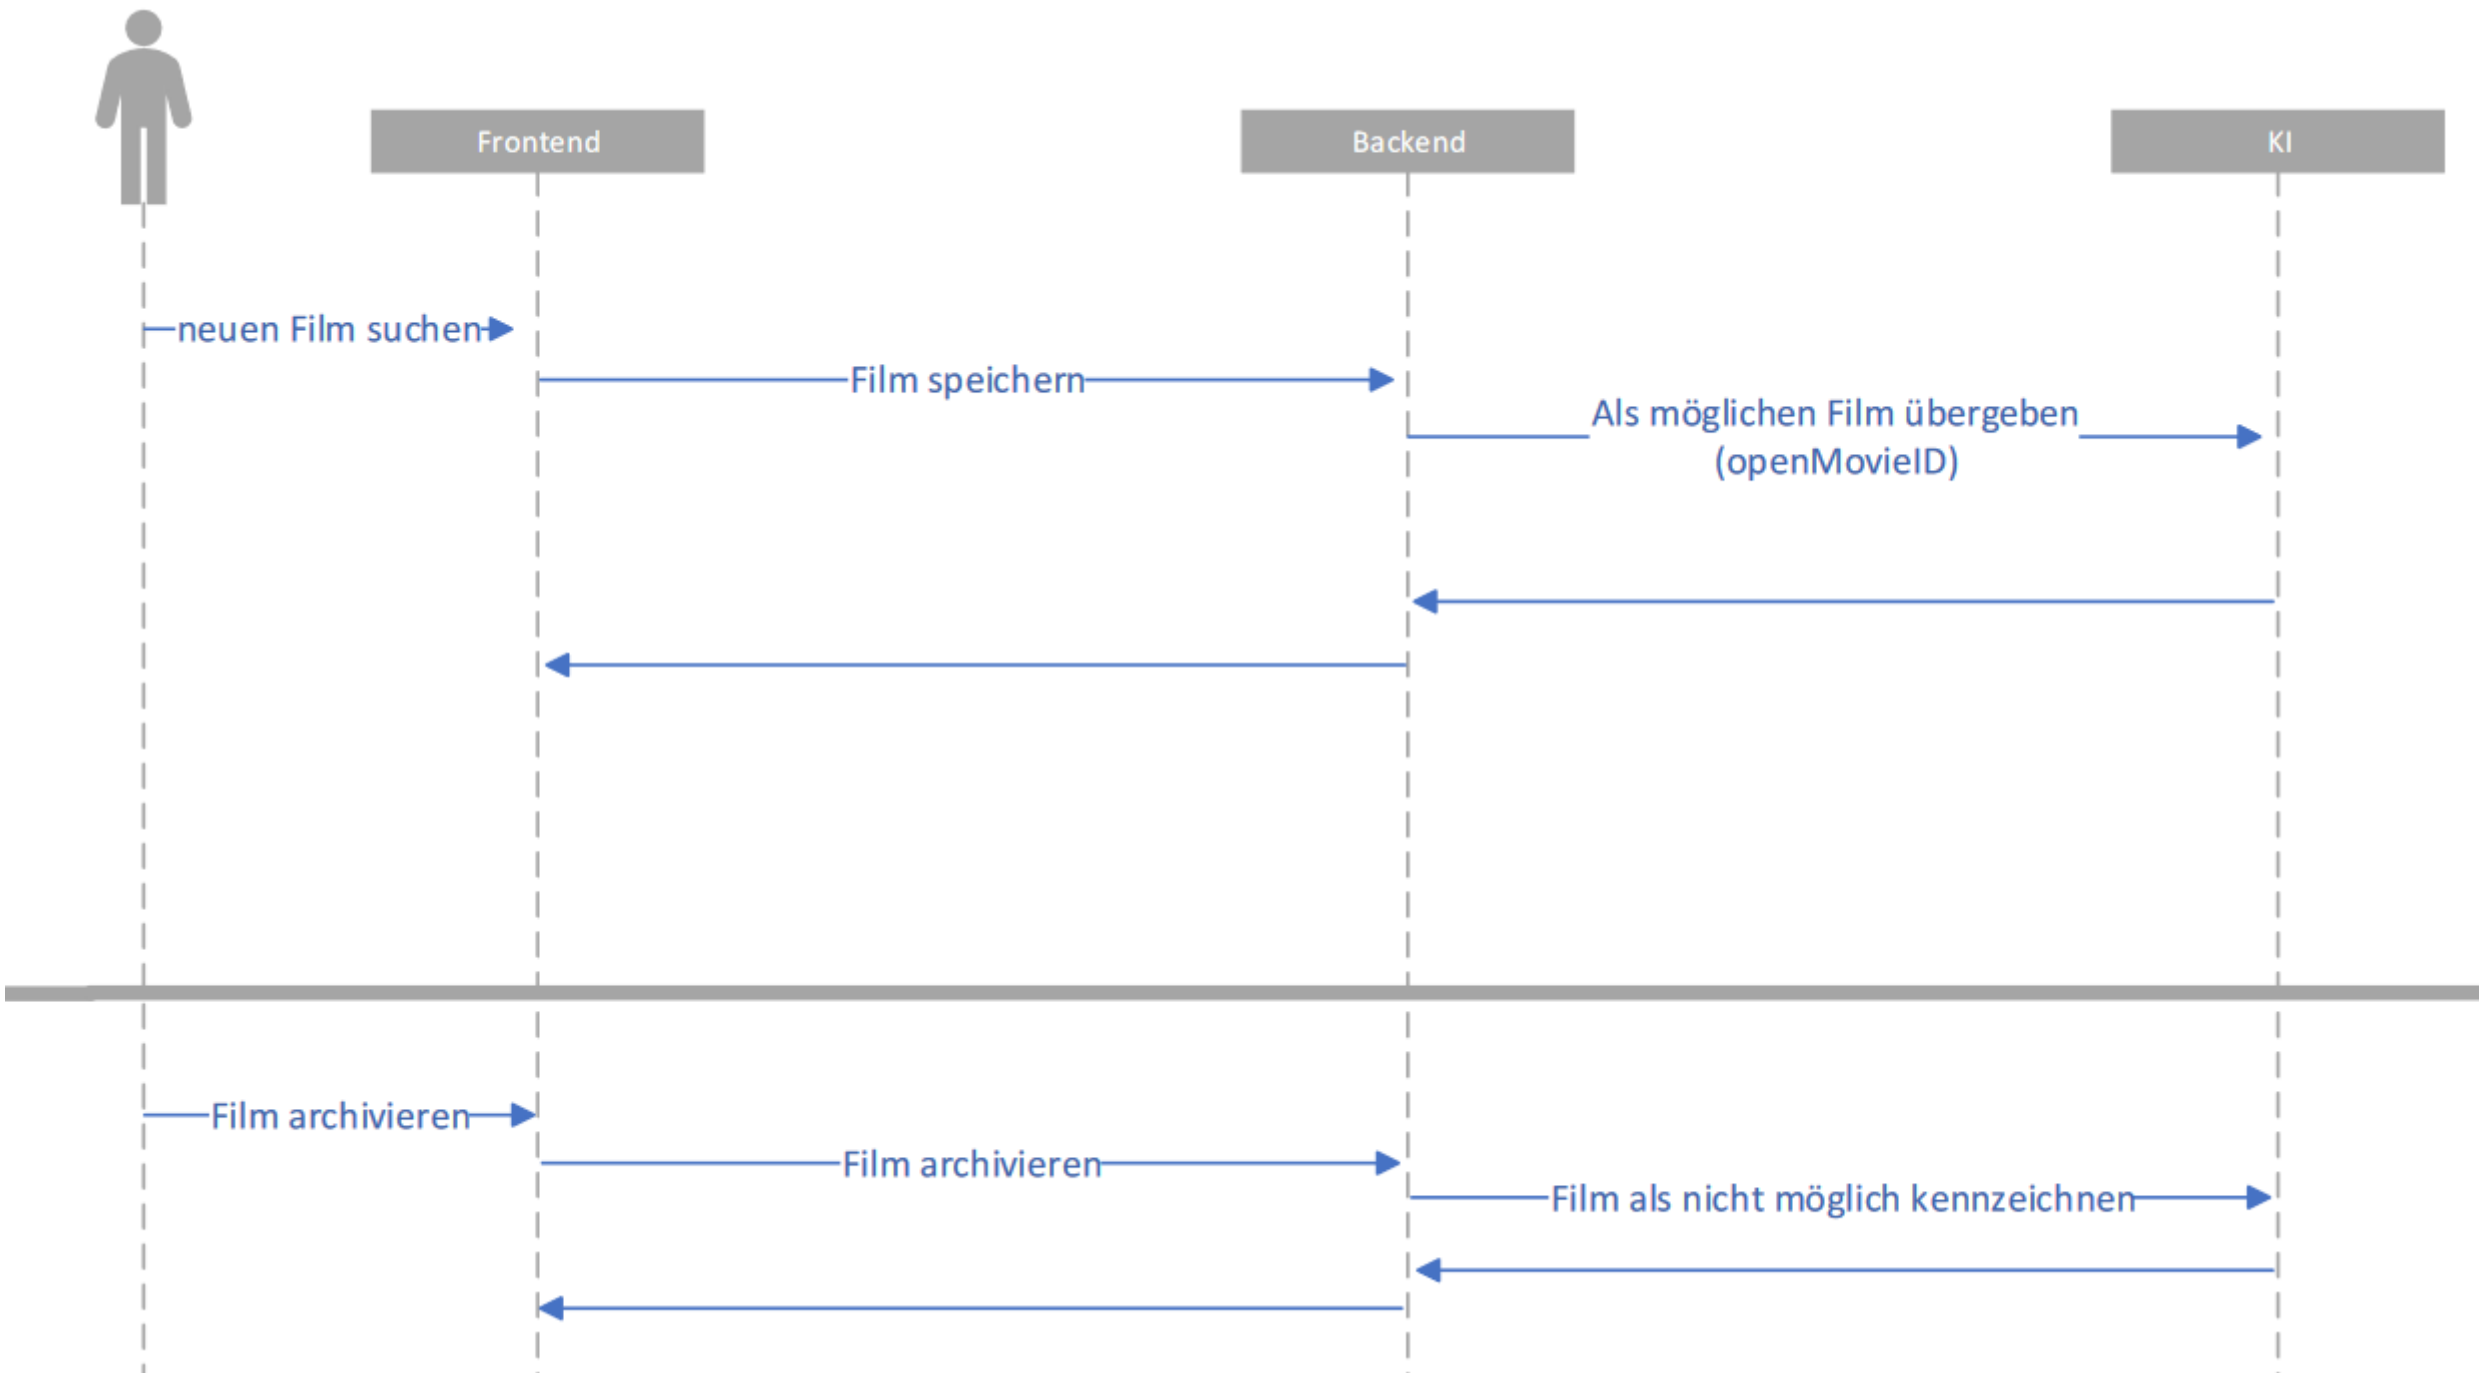 Frontend
Backend
KI
neuen Film suchen
Film speichern
Als möglichen Film übergeben
(openMovieID)
Film archivieren
Film archivieren
Film als nicht möglich kennzeichnen